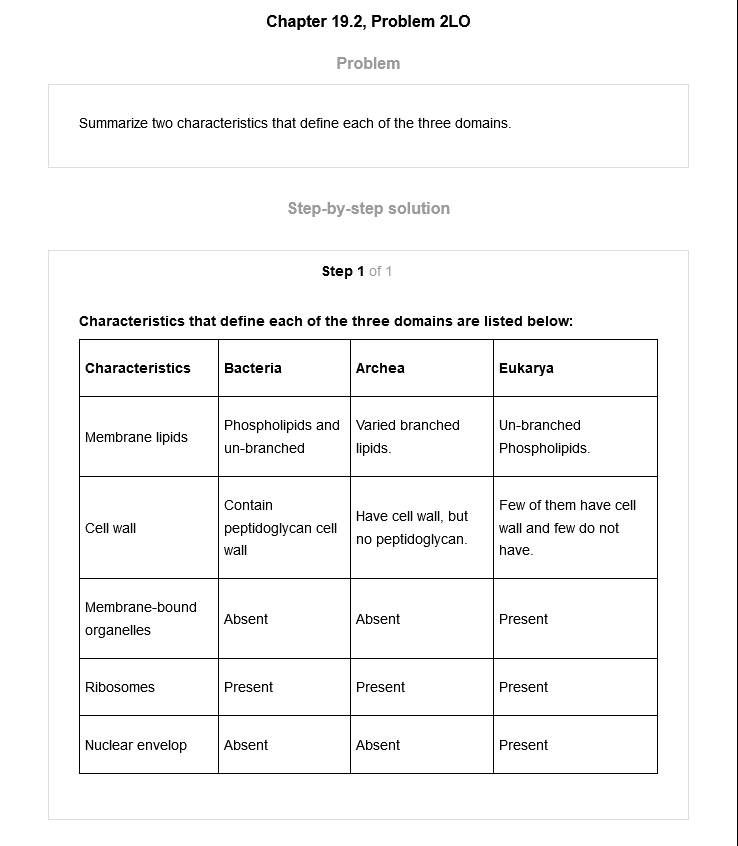 Chapter 19.2, Problem 2LO
Problem
Summarize two characteristics that define each of the three domains.
Step-by-step solution
Step 1 of 1
Characteristics that define each of the three domains are listed below:
Characteristics Bacteria Archea Eukarya
Membrane lipids
Phospholipids and
un-branched
Varied branched
lipids.
Un-branched
Phospholipids.
Cell wall
Contain
peptidoglycan cell
wall
Have cell wall, but
no peptidoglycan.
Few of them have cell
wall and few do not
have.
Membrane-bound
organelles
Absent
Absent
Present
Ribosomes Present Present Present
Nuclear envelop Absent Absent Present